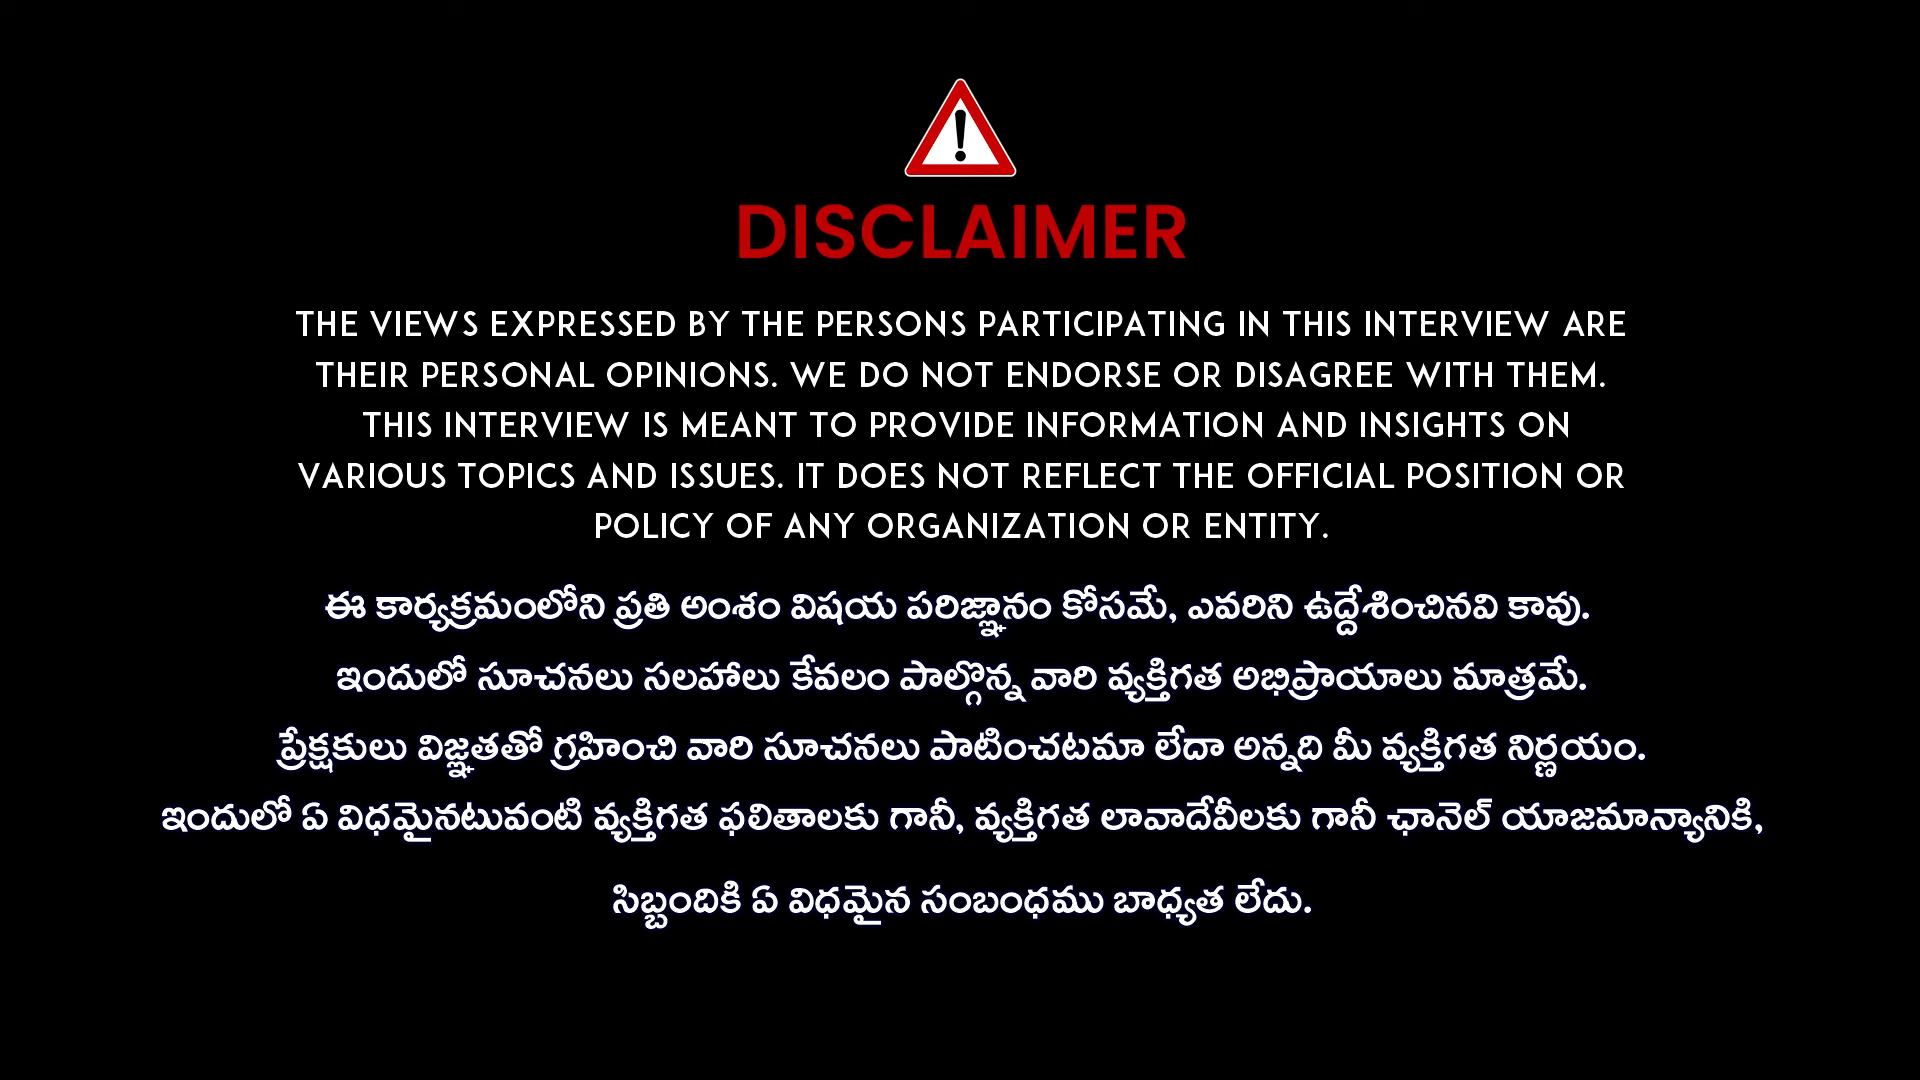 DISCLAIMER
THE VIEWS EXPRESSED BY THE PERSONS PARTICIPATING IN THIS INTERVIEW ARE
THEIR PERSONAL OPINIONS. WE DO NOT ENDORSE OR DISAGREE WITH THEM.
THIS INTERVIEW IS MEANT TO PROVIDE INFORMATION AND INSIGHTS ON
VARIOUS TOPICS AND ISSUES. IT DOES NOT REFLECT THE OFFICIAL POSITION OR
POLICY OF ANY ORGANIZATION OR ENTITY.
ఈ కార్యక్రమంలోని ప్రతి అంశం విషయ పరిజ్ఞానం కోసమే, ఎవరిని ఉద్దేశించినవి కావు.
ఇందులో సూచనలు సలహాలు కేవలం పాల్గొన్న వారి వ్యక్తిగత అభిప్రాయాలు మాత్రమే.
ప్రేక్షకులు విజ్ఞతతో గ్రహించి వారి సూచనలు పాటించటమా లేదా అన్నది మీ వ్యక్తిగత నిర్ణయం.
ఇందులో ఏ విధమైనటువంటి వ్యక్తిగత ఫలితాలకు గానీ, వ్యక్తిగత లావాదేవీలకు గానీ ఛానెల్ యాజమాన్యానికి,
సిబ్బందికి ఏ విధమైన సంబంధము బాధ్యత లేదు.